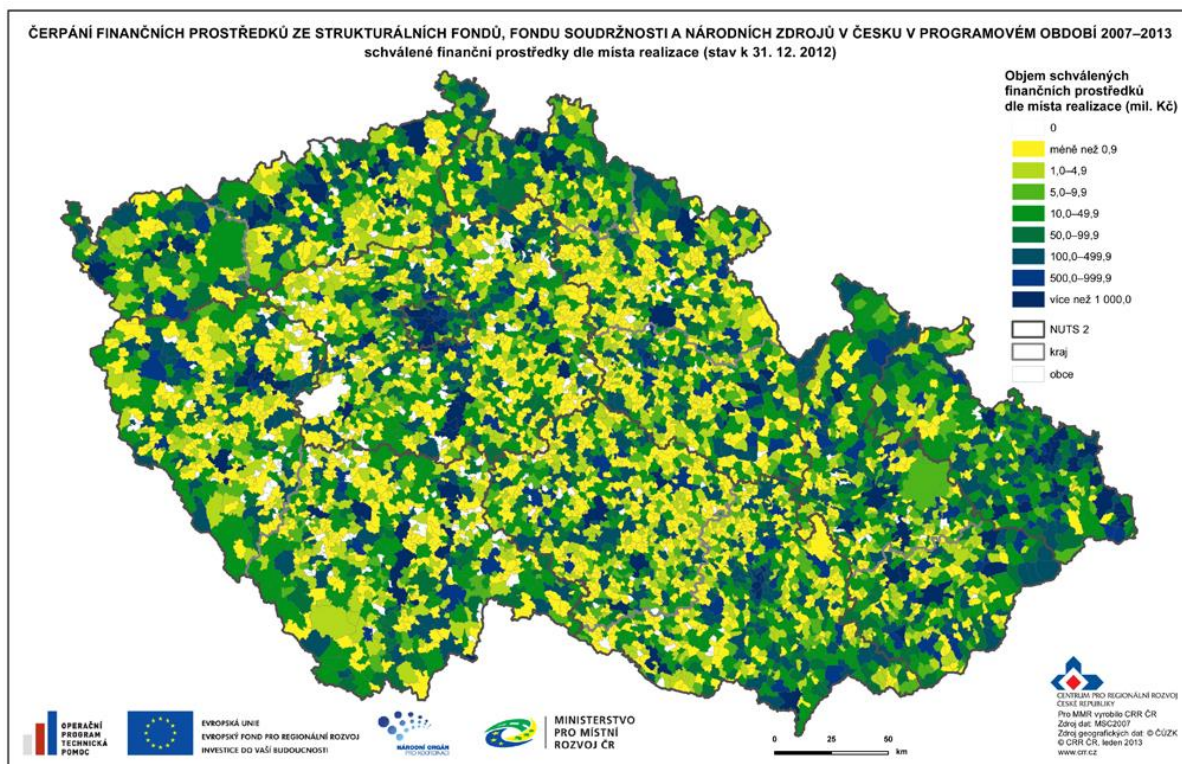 ČERPÁNÍ FINANČNÍCH PROSTŘEDKŮ ZE STRUKTURÁLNÍCH FONDŮ, FONDU SOUDRŽNOSTI A NÁRODNÍCH ZDROJŮ V ČESKU V PROGRAMOVÉM OBDOBÍ 2007–2013
schválené finanční prostředky dle místa realizace (stav k 31. 12. 2012)
Objem schválených
finančních prostředků
dle místa realizace (mil. Kč)
0
méně než 0,9
1,0–4,9
5,0–9,9
10,0–49,9
50,0–99,9
100,0–499,9
500,0–999,9
více než 1 000,0
NUTS 2
kraj
obce
OPERAČNÍ
PROGRAM
TECHNICKÁ
POMOC
EVROPSKÁ UNIE
EVROPSKÝ FOND PRO REGIONÁLNÍ ROZVOJ
INVESTICE DO VAŠÍ BUDOUCNOSTI
NÁRODNÍ ORGÁN
PRO KOORDINACI
MINISTERSTVO
PRO MÍSTNÍ
ROZVOJ ČR
0 25 50
km
CENTRUM PRO REGIONÁLNÍ ROZVOJ
ČESKÉ REPUBLIKY
Pro MMR vyrobilo CRR ČR
Zdroj dat: MSC2007
Zdroj geografických dat: © ČÚZK
© CRR ČR, leden 2013
www.crr.cz